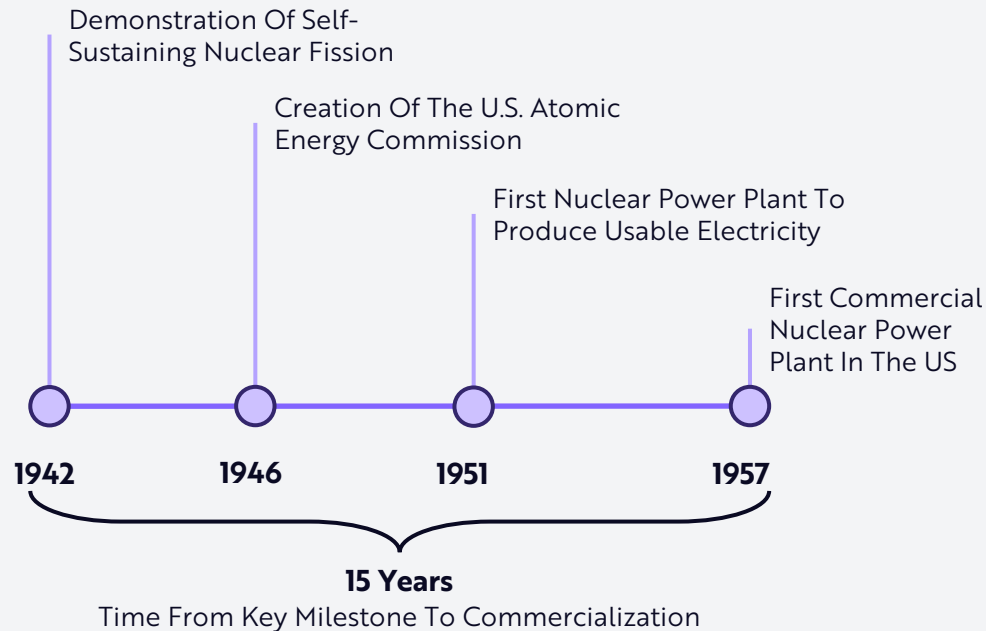 Demonstration Of Self-
Sustaining Nuclear Fission
Creation Of The U.S. Atomic
Energy Commission
First Nuclear Power Plant To
Produce Usable Electricity
First Commercial
Nuclear Power
Plant In The US
1942
1946
1951
1957
15 Years
Time From Key Milestone To Commercialization